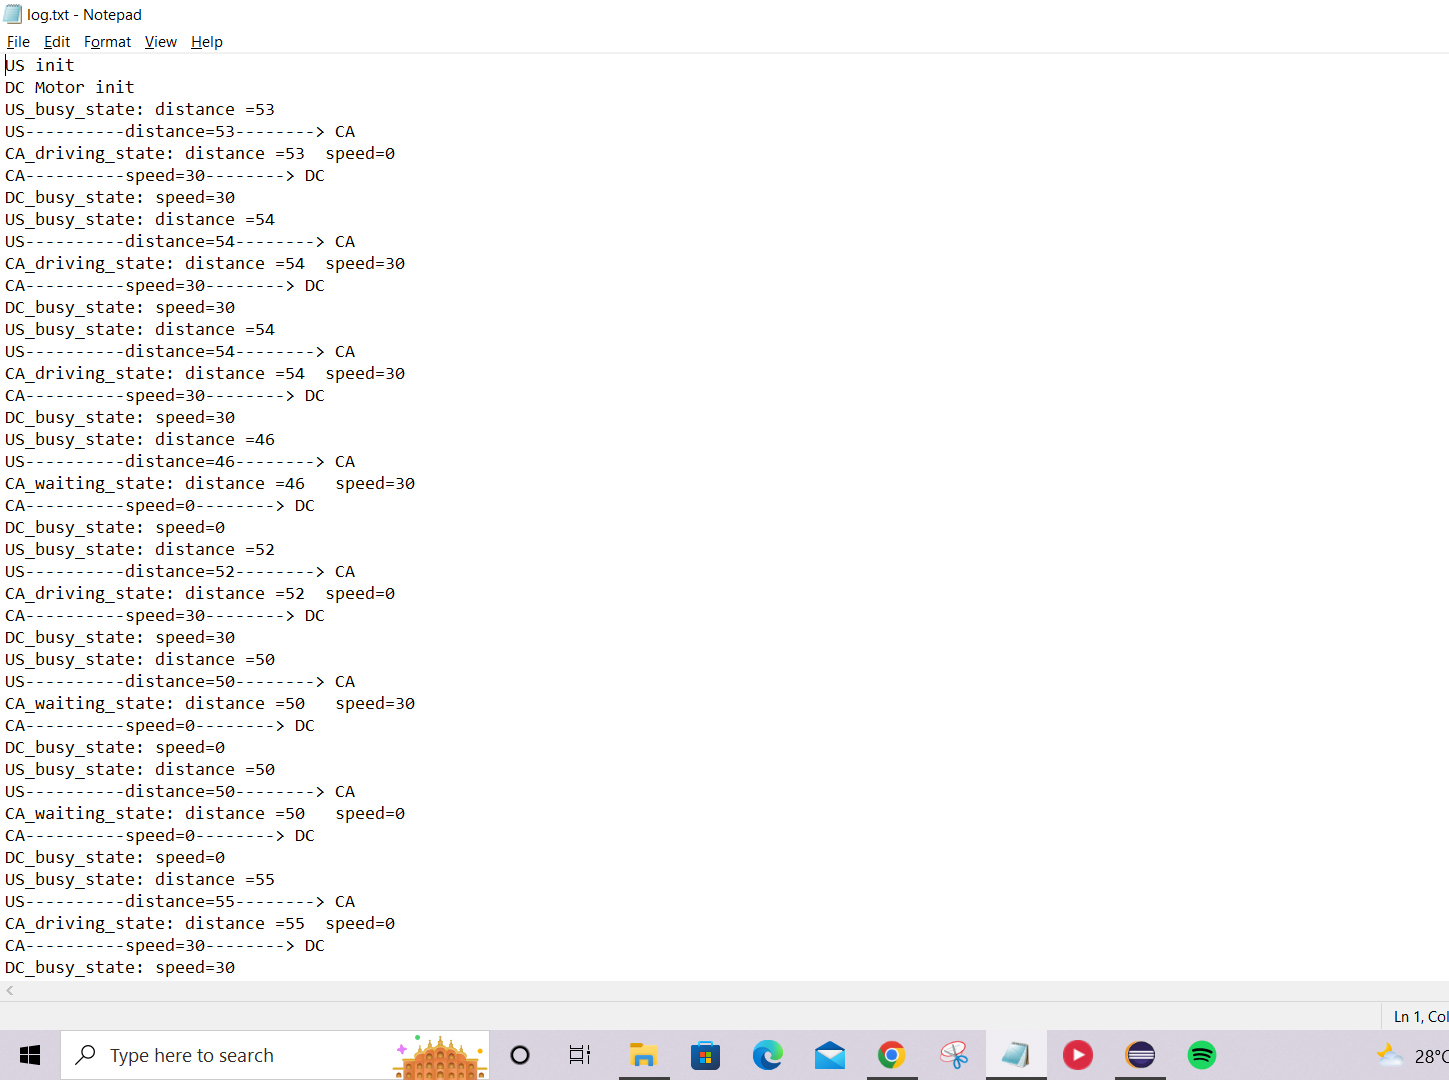 log.txt - Notepad
File Edit Format View Help
US init
DC Motor init
US_busy_state: distance =53
US----------distance=53--------> CA
CA_driving_state: distance =53  speed=0
CA----------speed=30--------> DC
DC_busy_state: speed=30
US_busy_state: distance =54
US----------distance=54--------> CA
CA_driving_state: distance =54  speed=30
CA----------speed=30--------> DC
DC_busy_state: speed=30
US_busy_state: distance =54
US----------distance=54--------> CA
CA_driving_state: distance =54  speed=30
CA----------speed=30--------> DC
DC_busy_state: speed=30
US_busy_state: distance =46
US----------distance=46--------> CA
CA_waiting_state: distance =46   speed=30
CA----------speed=0--------> DC
DC_busy_state: speed=0
US_busy_state: distance =52
US----------distance=52--------> CA
CA_driving_state: distance =52  speed=0
CA----------speed=30--------> DC
DC_busy_state: speed=30
US_busy_state: distance =50
US----------distance=50--------> CA
CA_waiting_state: distance =50   speed=30
CA----------speed=0--------> DC
DC_busy_state: speed=0
US_busy_state: distance =50
US----------distance=50--------> CA
CA_waiting_state: distance =50   speed=0
CA----------speed=0--------> DC
DC_busy_state: speed=0
US_busy_state: distance =55
US----------distance=55--------> CA
CA_driving_state: distance =55  speed=0
CA----------speed=30--------> DC
DC_busy_state: speed=30
Ln 1, Col
Type here to search
28°C